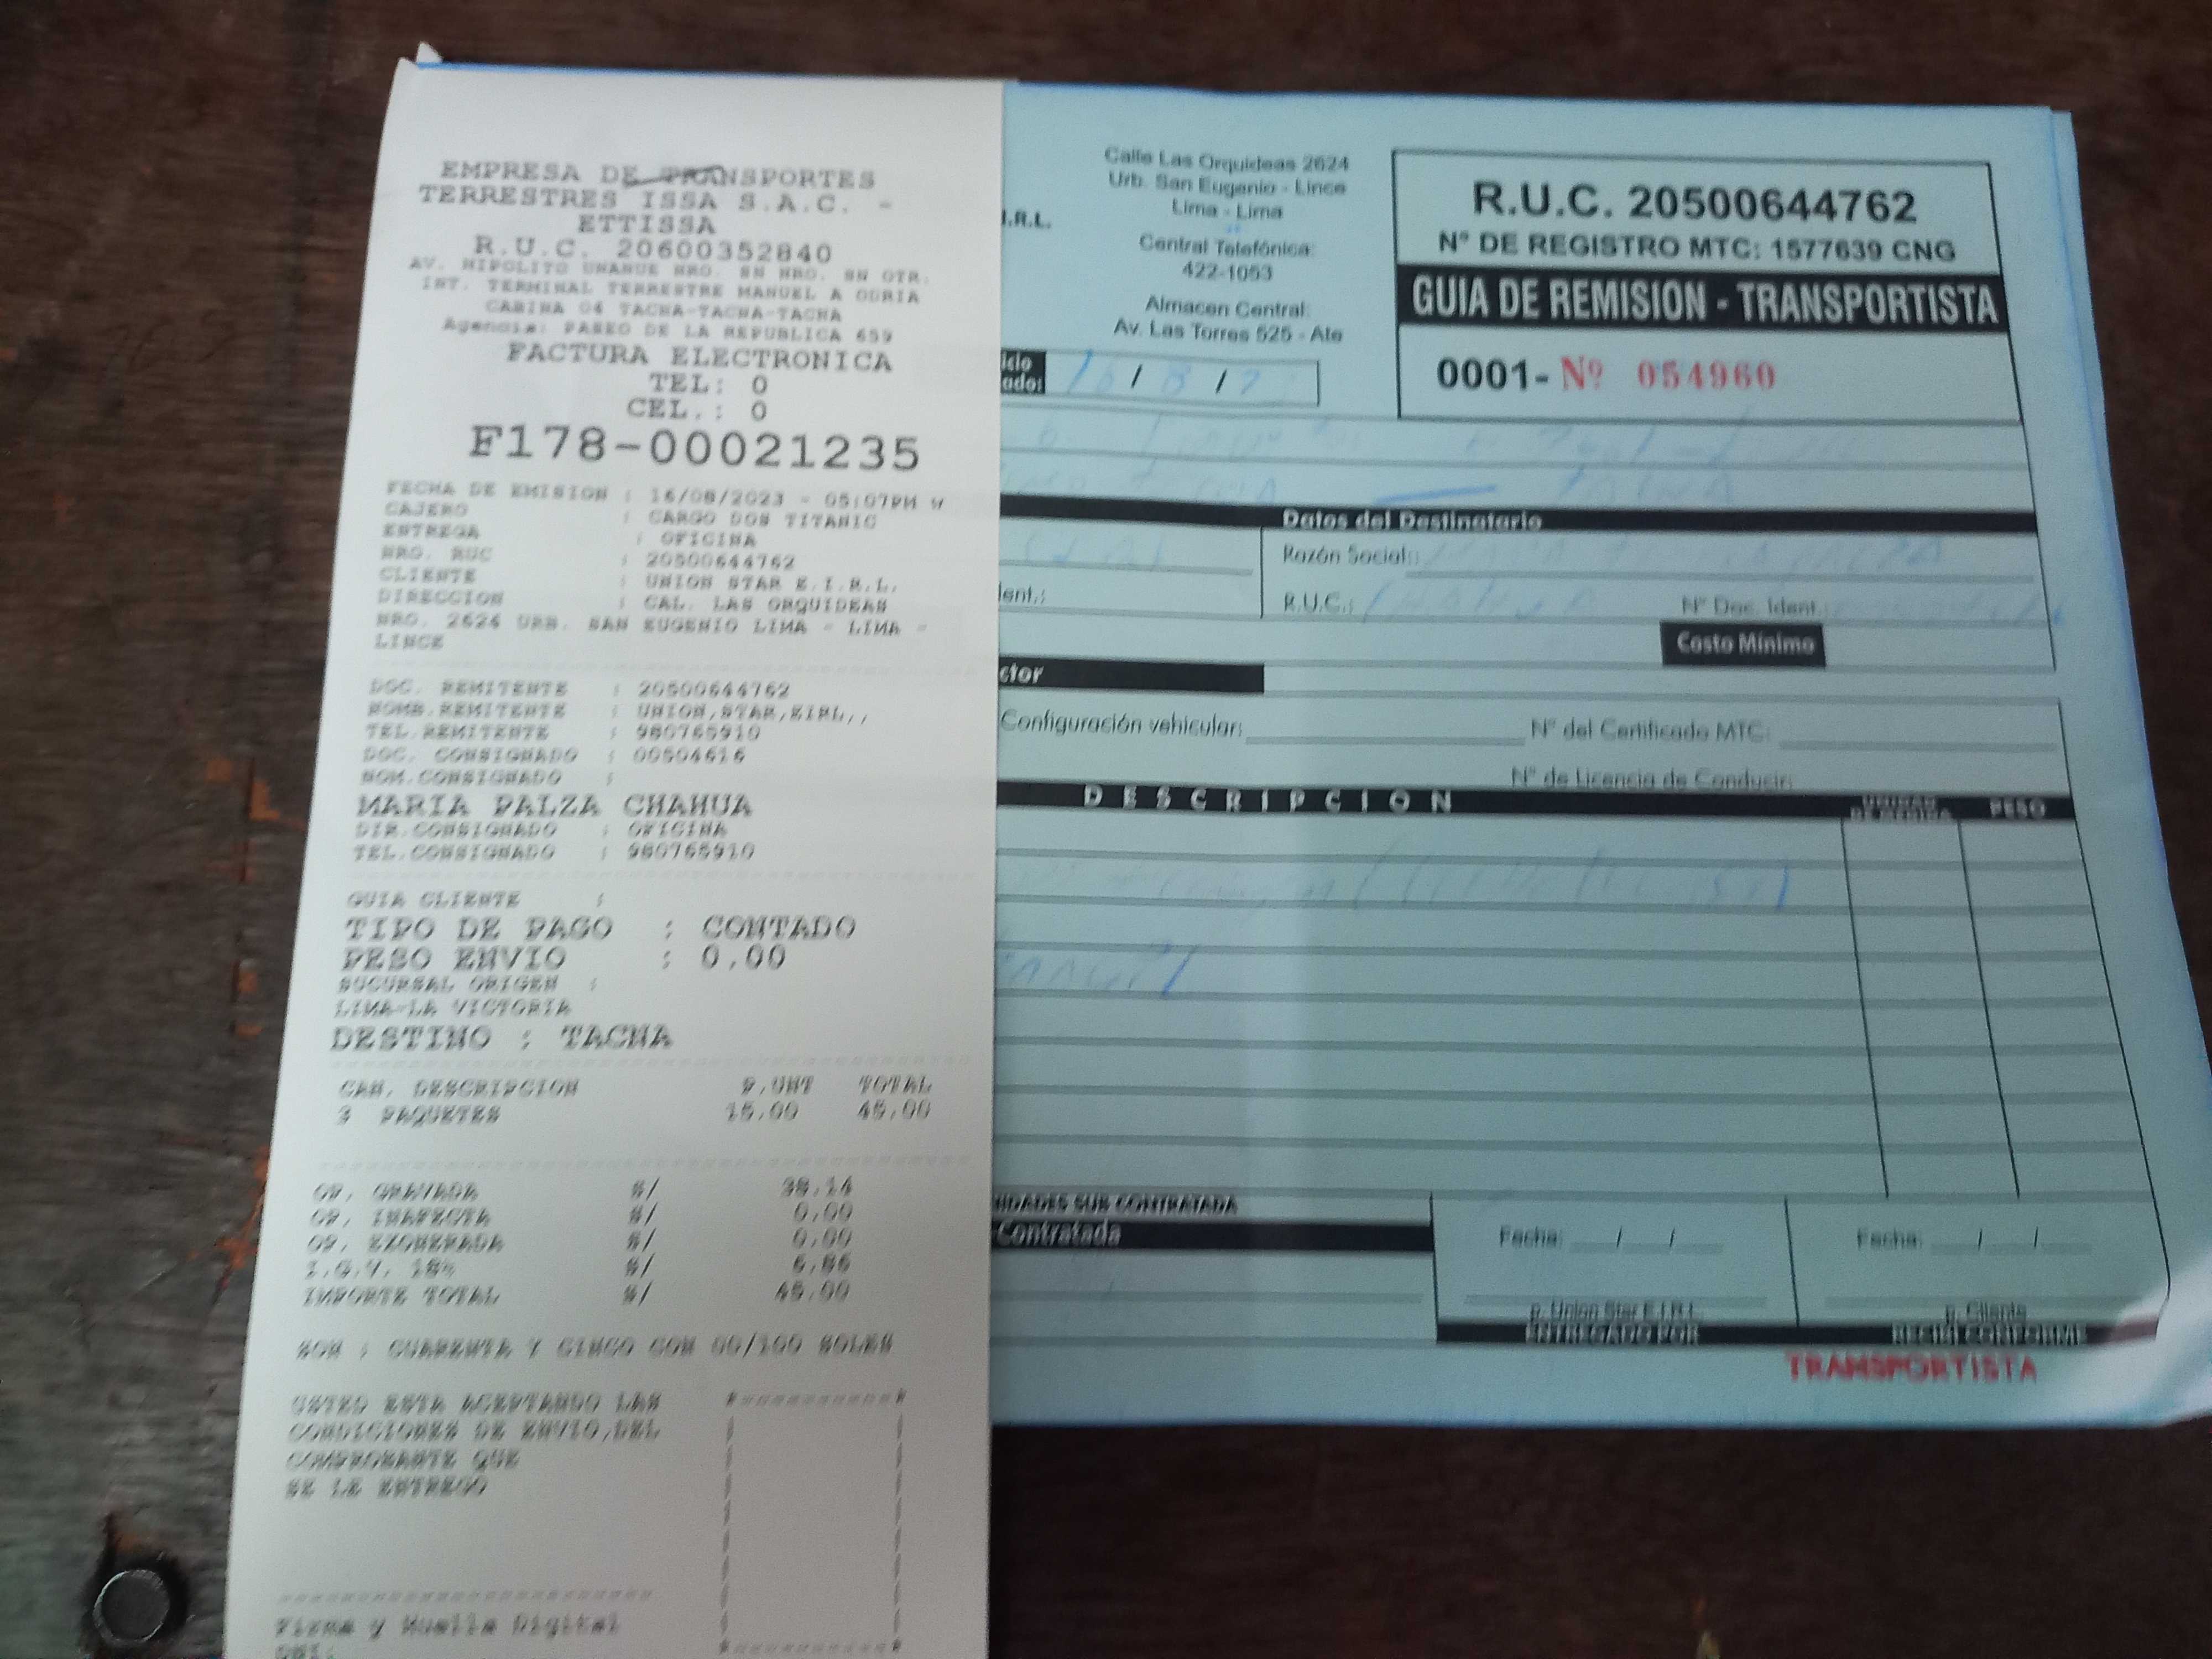 EMPRESA DE TRANSPORTES
TERRESTRES ISSA S.A.C. -
ETTISSA
R.U.C. 20600352840
AV. HIPOLITO UNANUE NRO. SN NRO. SN OTR.
INT. TERMINAL TERRESTRE MANUEL A ODRIA
CABINA 04 TACNA-TACNA-TACNA
Agencia: PASEO DE LA REPUBLICA 659
FACTURA ELECTRONICA
TEL: 0
CEL.: 0
F178-00021235
FECHA DE EMISION : 16/08/2023 - 05:07PM
CAJERO : CARGO DOS TITANIC
ENTREGA : OFICINA
NRO. RUC : 20500644762
CLIENTE : UNION STAR E.I.R.L.
DIRECCION : CAL. LAS ORQUIDEAS
NRO. 2624 URB. SAN EUGENIO LIMA - LIMA -
LINCE
DOC. REMITENTE : 20500644762
NOMB.REMITENTE : UNION,STAR,EIRL,,
TEL.REMITENTE : 980765910
DOC. CONSIGNADO : 00504616
NOM.CONSIGNADO :
MARIA PALZA CHAHUA
DIR.CONSIGNADO : OFICINA
TEL.CONSIGNADO : 980765910
GUIA CLIENTE :
TIPO DE PAGO : CONTADO
PESO ENVIO : 0.00
SUCURSAL ORIGEN :
LIMA-LA VICTORIA
DESTINO : TACNA
CAN. DESCRIPCION P.UNT TOTAL
3 PAQUETES 15.00 45.00
OP. GRAVADA S/ 38.14
OP. INAFECTA S/ 0.00
OP. EXONERADA S/ 0.00
I.G.V. 18% S/ 6.86
IMPORTE TOTAL S/ 45.00
SON : CUARENTA Y CINCO CON 00/100 SOLES
USTED ESTA ACEPTANDO LAS
CONDICIONES DE ENVIO,DEL
COMPROBANTE QUE
SE LE ENTREGO
Firma y Huella Digital
DNI:
I.R.L.
Calle Las Orquideas 2624
Urb. San Eugenio - Lince
Lima - Lima
Central Telefónica:
422-1053
Almacen Central:
Av. Las Torres 525 - Ate
R.U.C. 20500644762
N° DE REGISTRO MTC: 1577639 CNG
GUIA DE REMISION - TRANSPORTISTA
0001- Nº 054960
icio
ado: 16 / 8 /
Datos del Destinatario
Razón Social:
ent.: R.U.C.: Nº Doc. Ident.:
Costo Mínimo
ctor
Configuración vehicular: Nº del Certificado MTC:
Nº de Licencia de Conducir:
DESCRIPCION PESO
IDADES SUB CONTRATADA
Contratada
Fecha: / / Fecha: / /
p. Union Star E.I.R.L. p. Cliente
ENTREGADO POR RECIBI CONFORME
TRANSPORTISTA